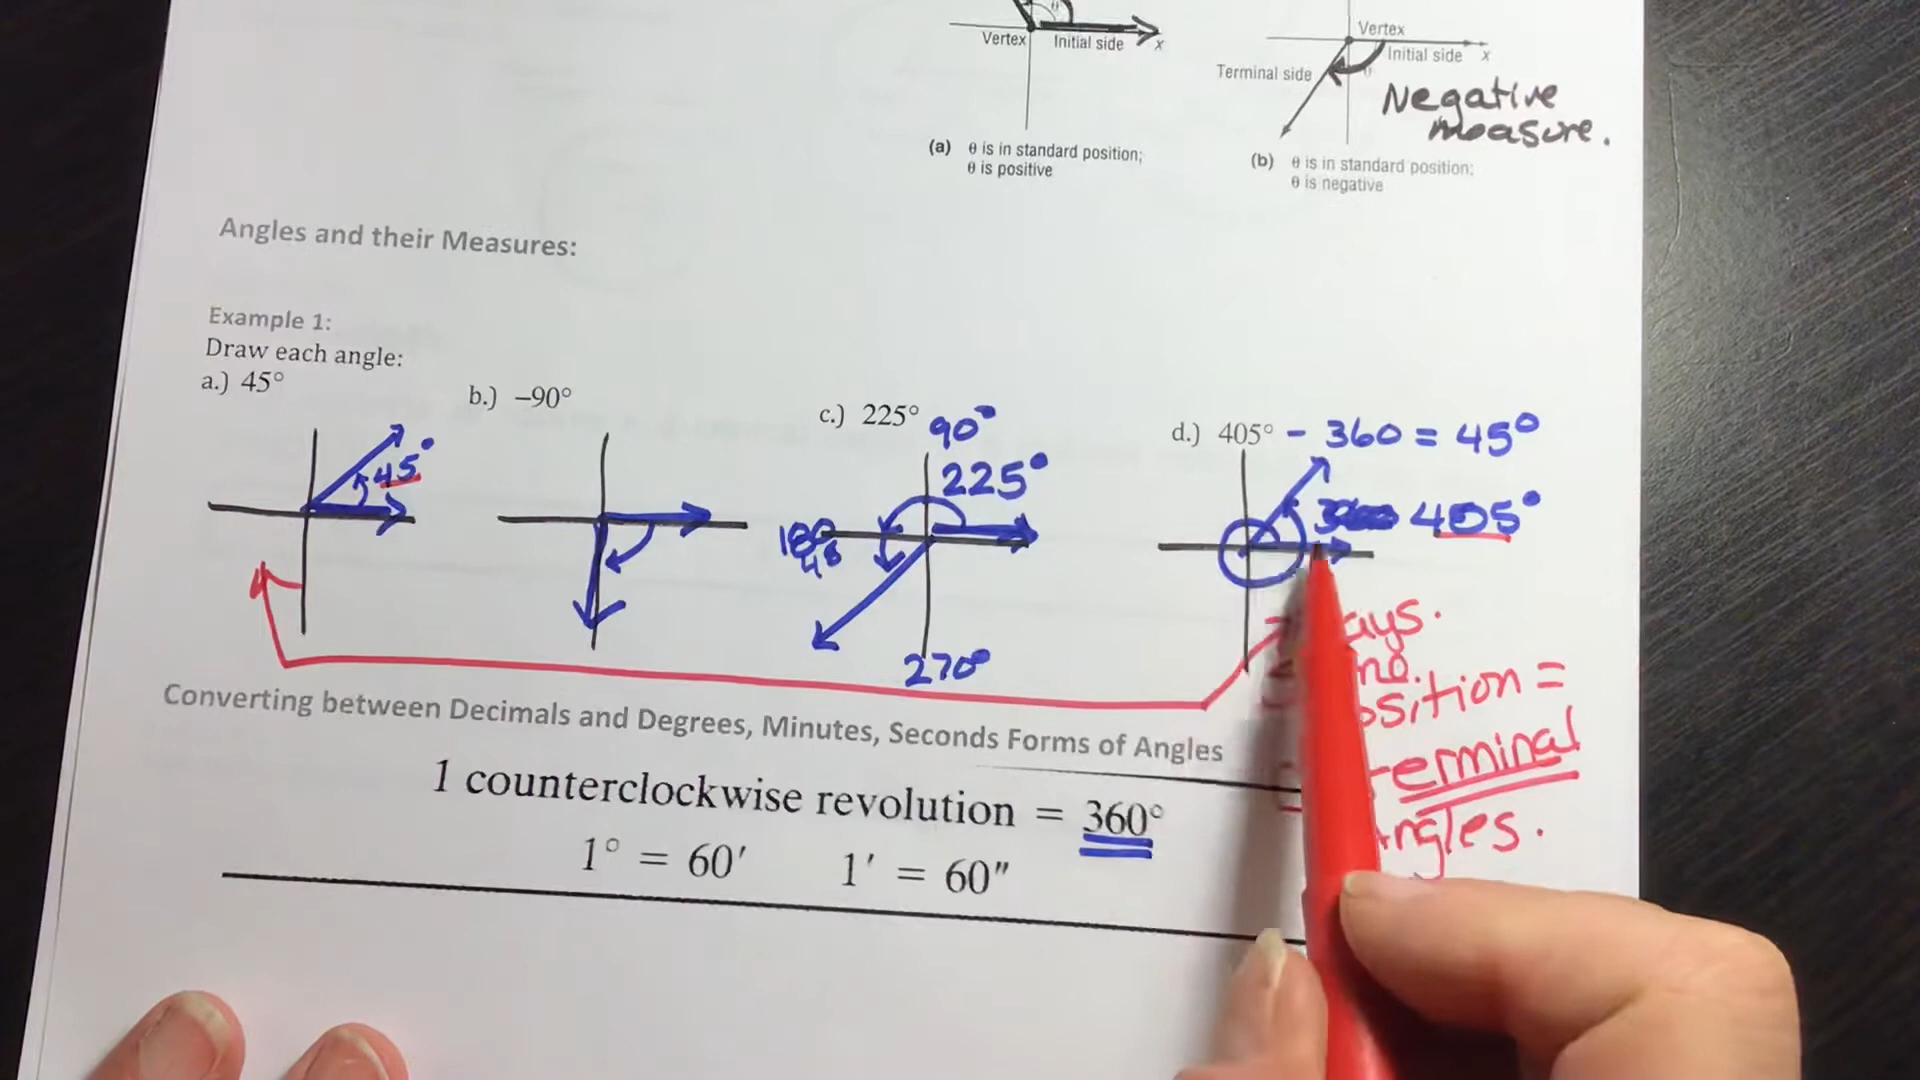 θ
Vertex Initial side x
Vertex
Initial side x
Terminal side
θ
Negative
measure.
(a) θ is in standard position;
θ is positive
(b) θ is in standard position;
θ is negative
Angles and their Measures:
Example 1:
Draw each angle:
a.) 45°
b.) –90°
c.) 225°
90°
d.) 405° - 360 = 45°
45°
225°
405°
180
45
270°
Converting between Decimals and Degrees, Minutes, Seconds Forms of Angles
1 counterclockwise revolution = 360°
1° = 60′ 1′ = 60″
=
Angles.